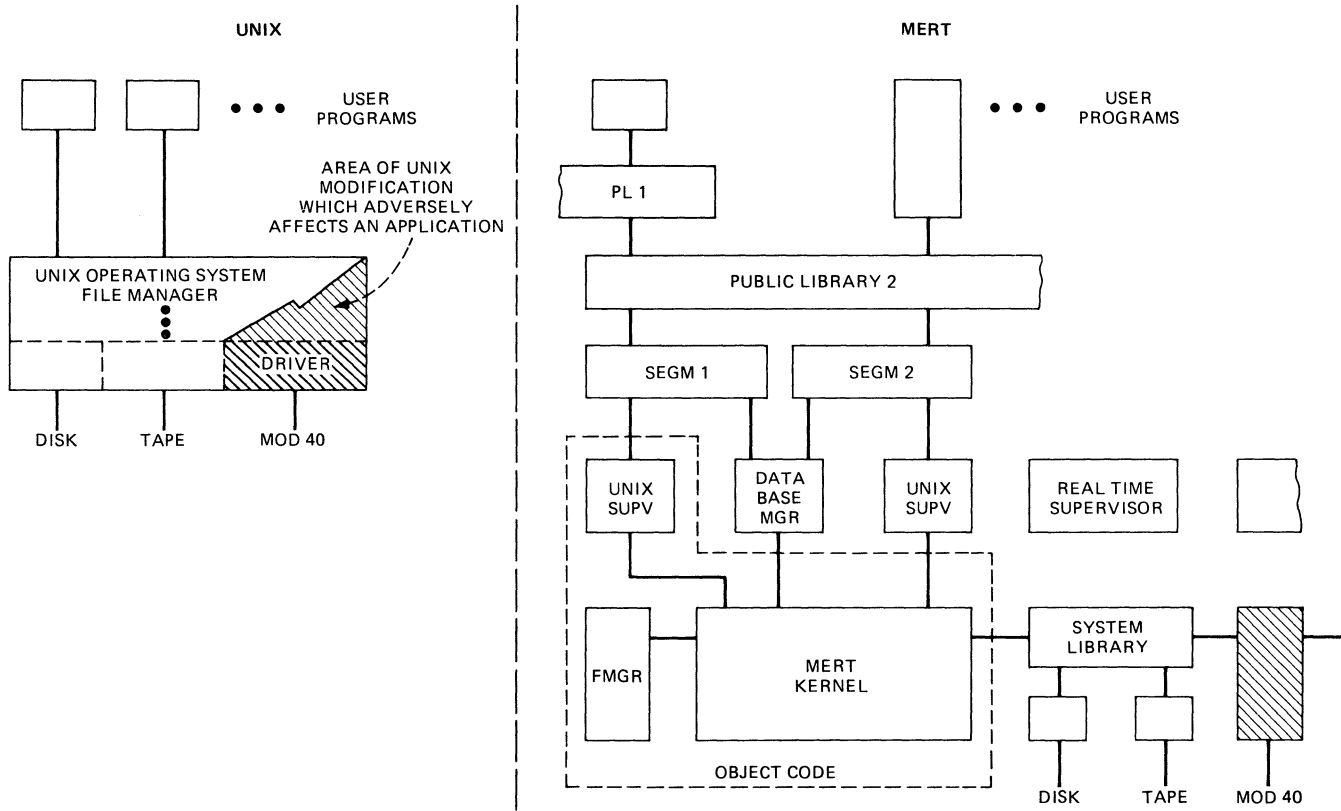 UNIX
USER
PROGRAMS
AREA OF UNIX
MODIFICATION
WHICH ADVERSELY
AFFECTS AN APPLICATION
UNIX OPERATING SYSTEM
FILE MANAGER
DRIVER
DISK
TAPE
MOD 40
MERT
USER
PROGRAMS
PL 1
PUBLIC LIBRARY 2
SEGM 1
SEGM 2
UNIX
SUPV
DATA
BASE
MGR
UNIX
SUPV
REAL TIME
SUPERVISOR
FMGR
MERT
KERNEL
SYSTEM
LIBRARY
OBJECT CODE
DISK
TAPE
MOD 40